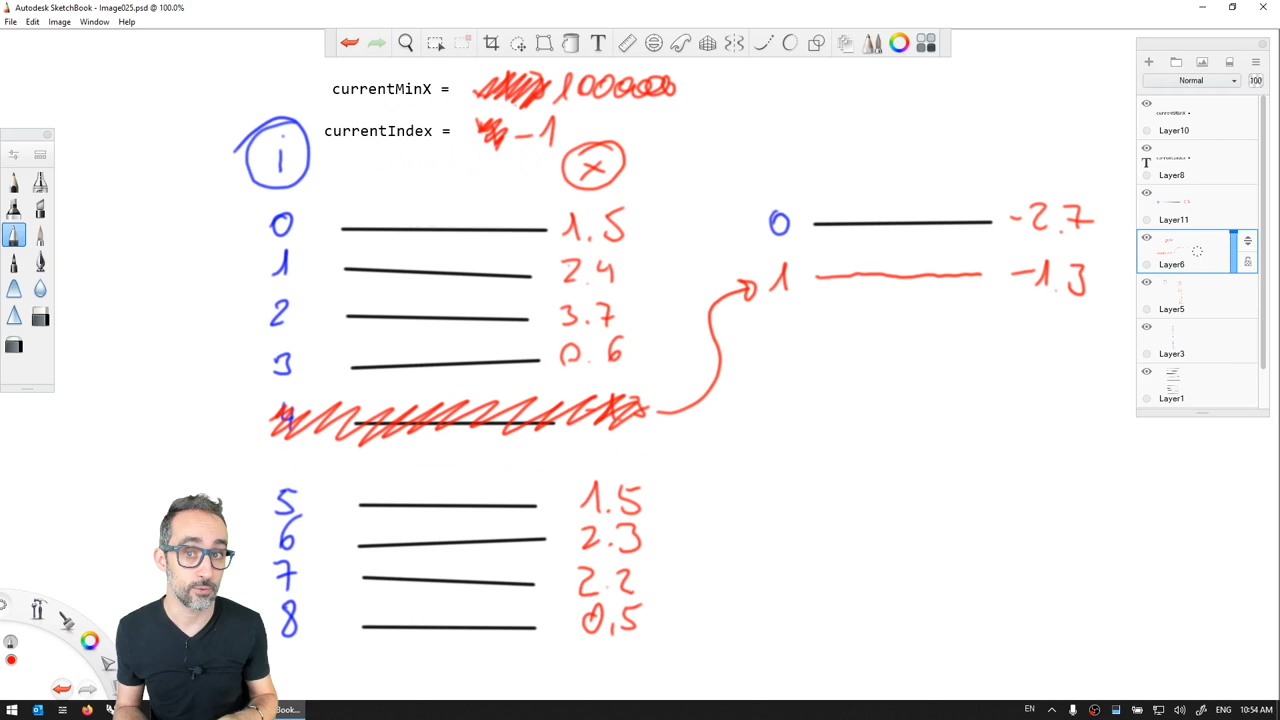 Autodesk SketchBook - Image025.psd @ 100.0%
File Edit Image Window Help
T
currentMinX = 1000000
currentIndex = -1
i x
0 1.5
1 2.4
2 3.7
3 0.6
4
5 1.5
6 2.3
7 2.2
8 0,5
0 -2.7
1 -1.3
Normal 100
Layer10
T
Layer8
Layer11
Layer6
Layer5
Layer3
Layer1
Book...
EN
ENG 10:54 AM